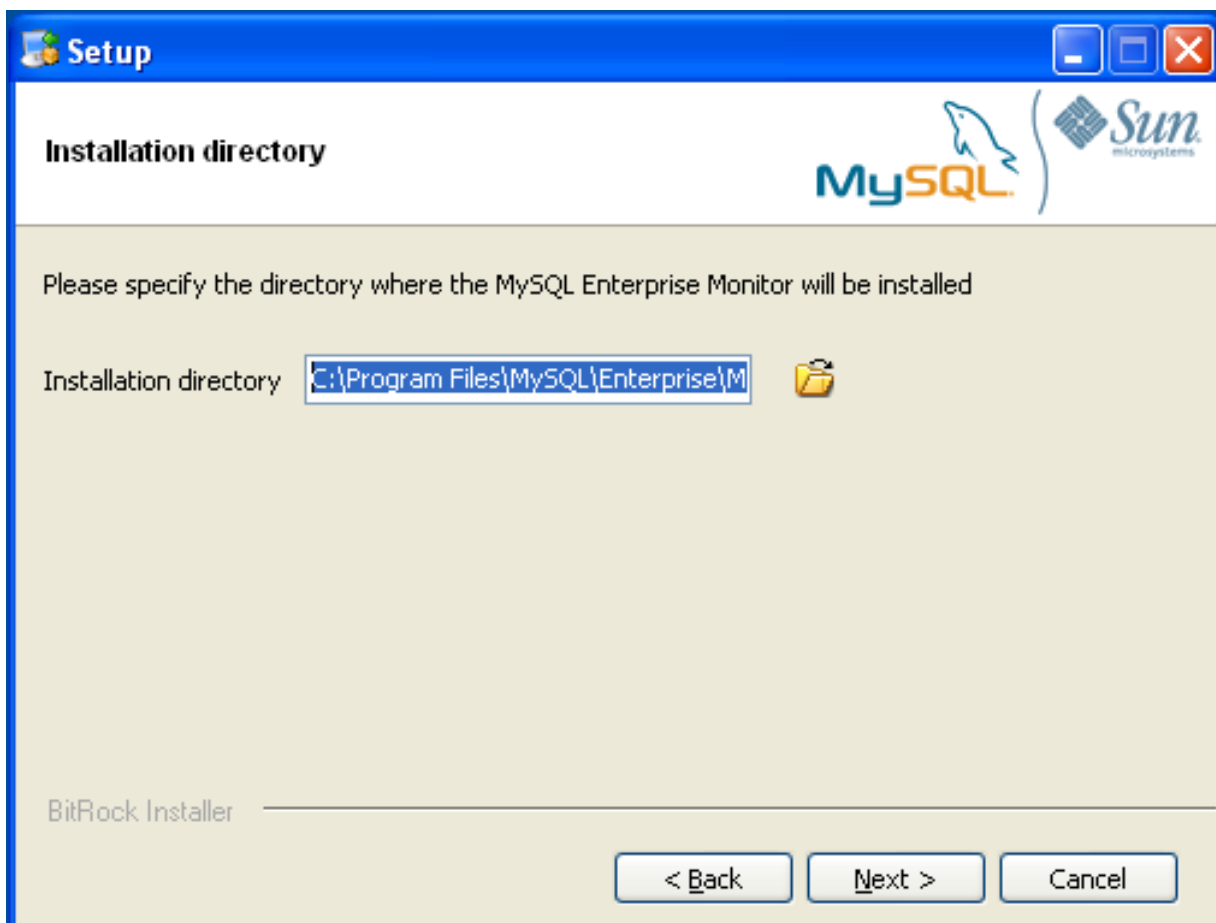 Setup
Installation directory
MySQL
Sun
microsystems
Please specify the directory where the MySQL Enterprise Monitor will be installed
Installation directory C:\Program Files\MySQL\Enterprise\M
BitRock Installer
< Back Next > Cancel